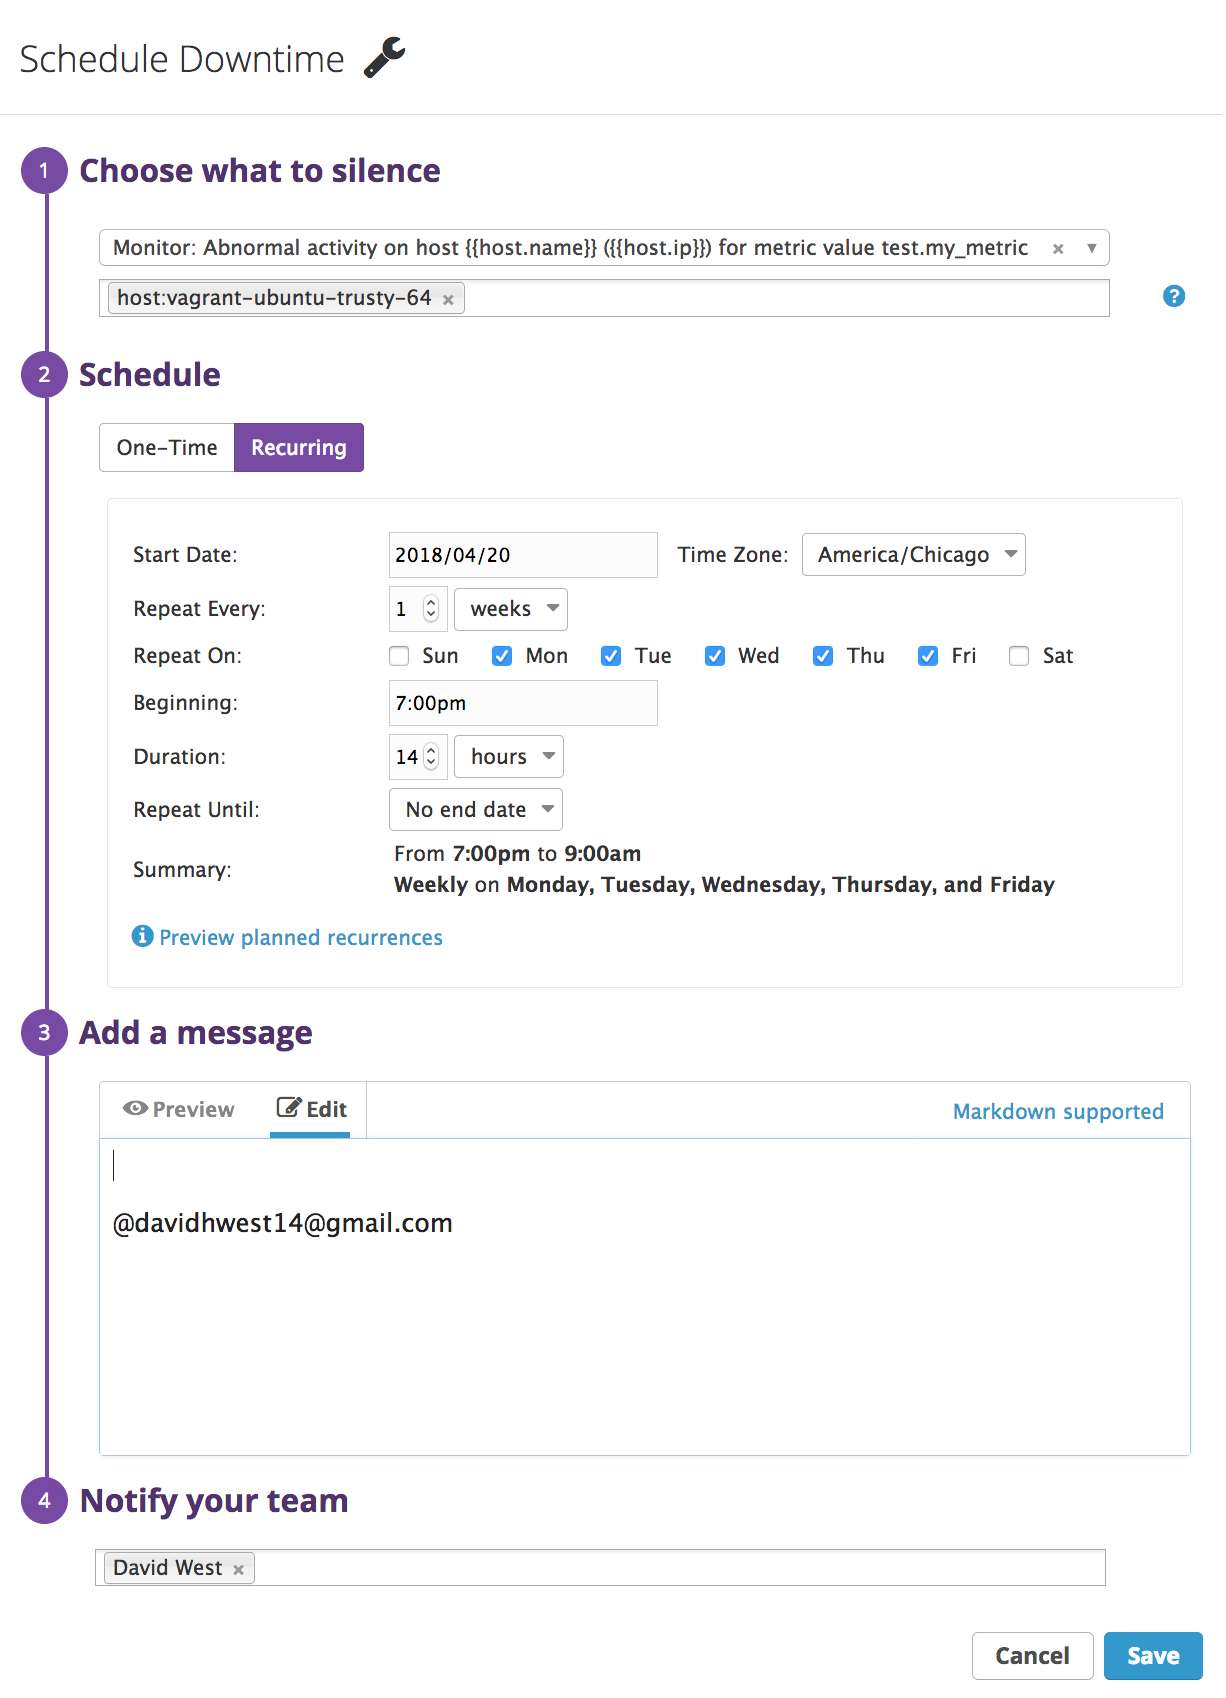 Schedule Downtime
1 Choose what to silence
Monitor: Abnormal activity on host {{host.name}} ({{host.ip}}) for metric value test.my_metric × ▼
host:vagrant-ubuntu-trusty-64 ×
?
2 Schedule
One-Time Recurring
Start Date: 2018/04/20 Time Zone: America/Chicago
Repeat Every: 1 weeks
Repeat On: Sun Mon Tue Wed Thu Fri Sat
Beginning: 7:00pm
Duration: 14 hours
Repeat Until: No end date
Summary: From 7:00pm to 9:00am
Weekly on Monday, Tuesday, Wednesday, Thursday, and Friday
Preview planned recurrences
3 Add a message
Preview Edit Markdown supported
@davidhwest14@gmail.com
4 Notify your team
David West ×
Cancel Save